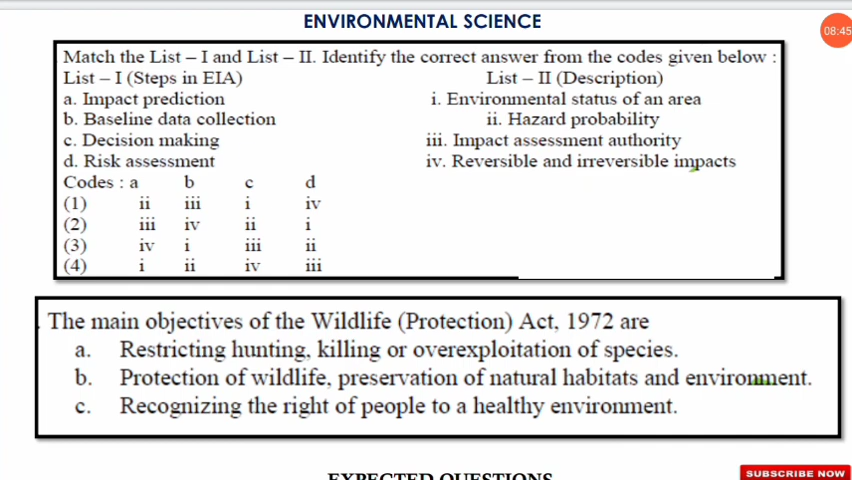 ENVIRONMENTAL SCIENCE
08:45
Match the List – I and List – II. Identify the correct answer from the codes given below :
List – I (Steps in EIA) List – II (Description)
a. Impact prediction i. Environmental status of an area
b. Baseline data collection ii. Hazard probability
c. Decision making iii. Impact assessment authority
d. Risk assessment iv. Reversible and irreversible impacts
Codes : a b c d
(1) ii iii i iv
(2) iii iv ii i
(3) iv i iii ii
(4) i ii iv iii
. The main objectives of the Wildlife (Protection) Act, 1972 are
a. Restricting hunting, killing or overexploitation of species.
b. Protection of wildlife, preservation of natural habitats and environment.
c. Recognizing the right of people to a healthy environment.
EXPECTED QUESTIONS
SUBSCRIBE NOW